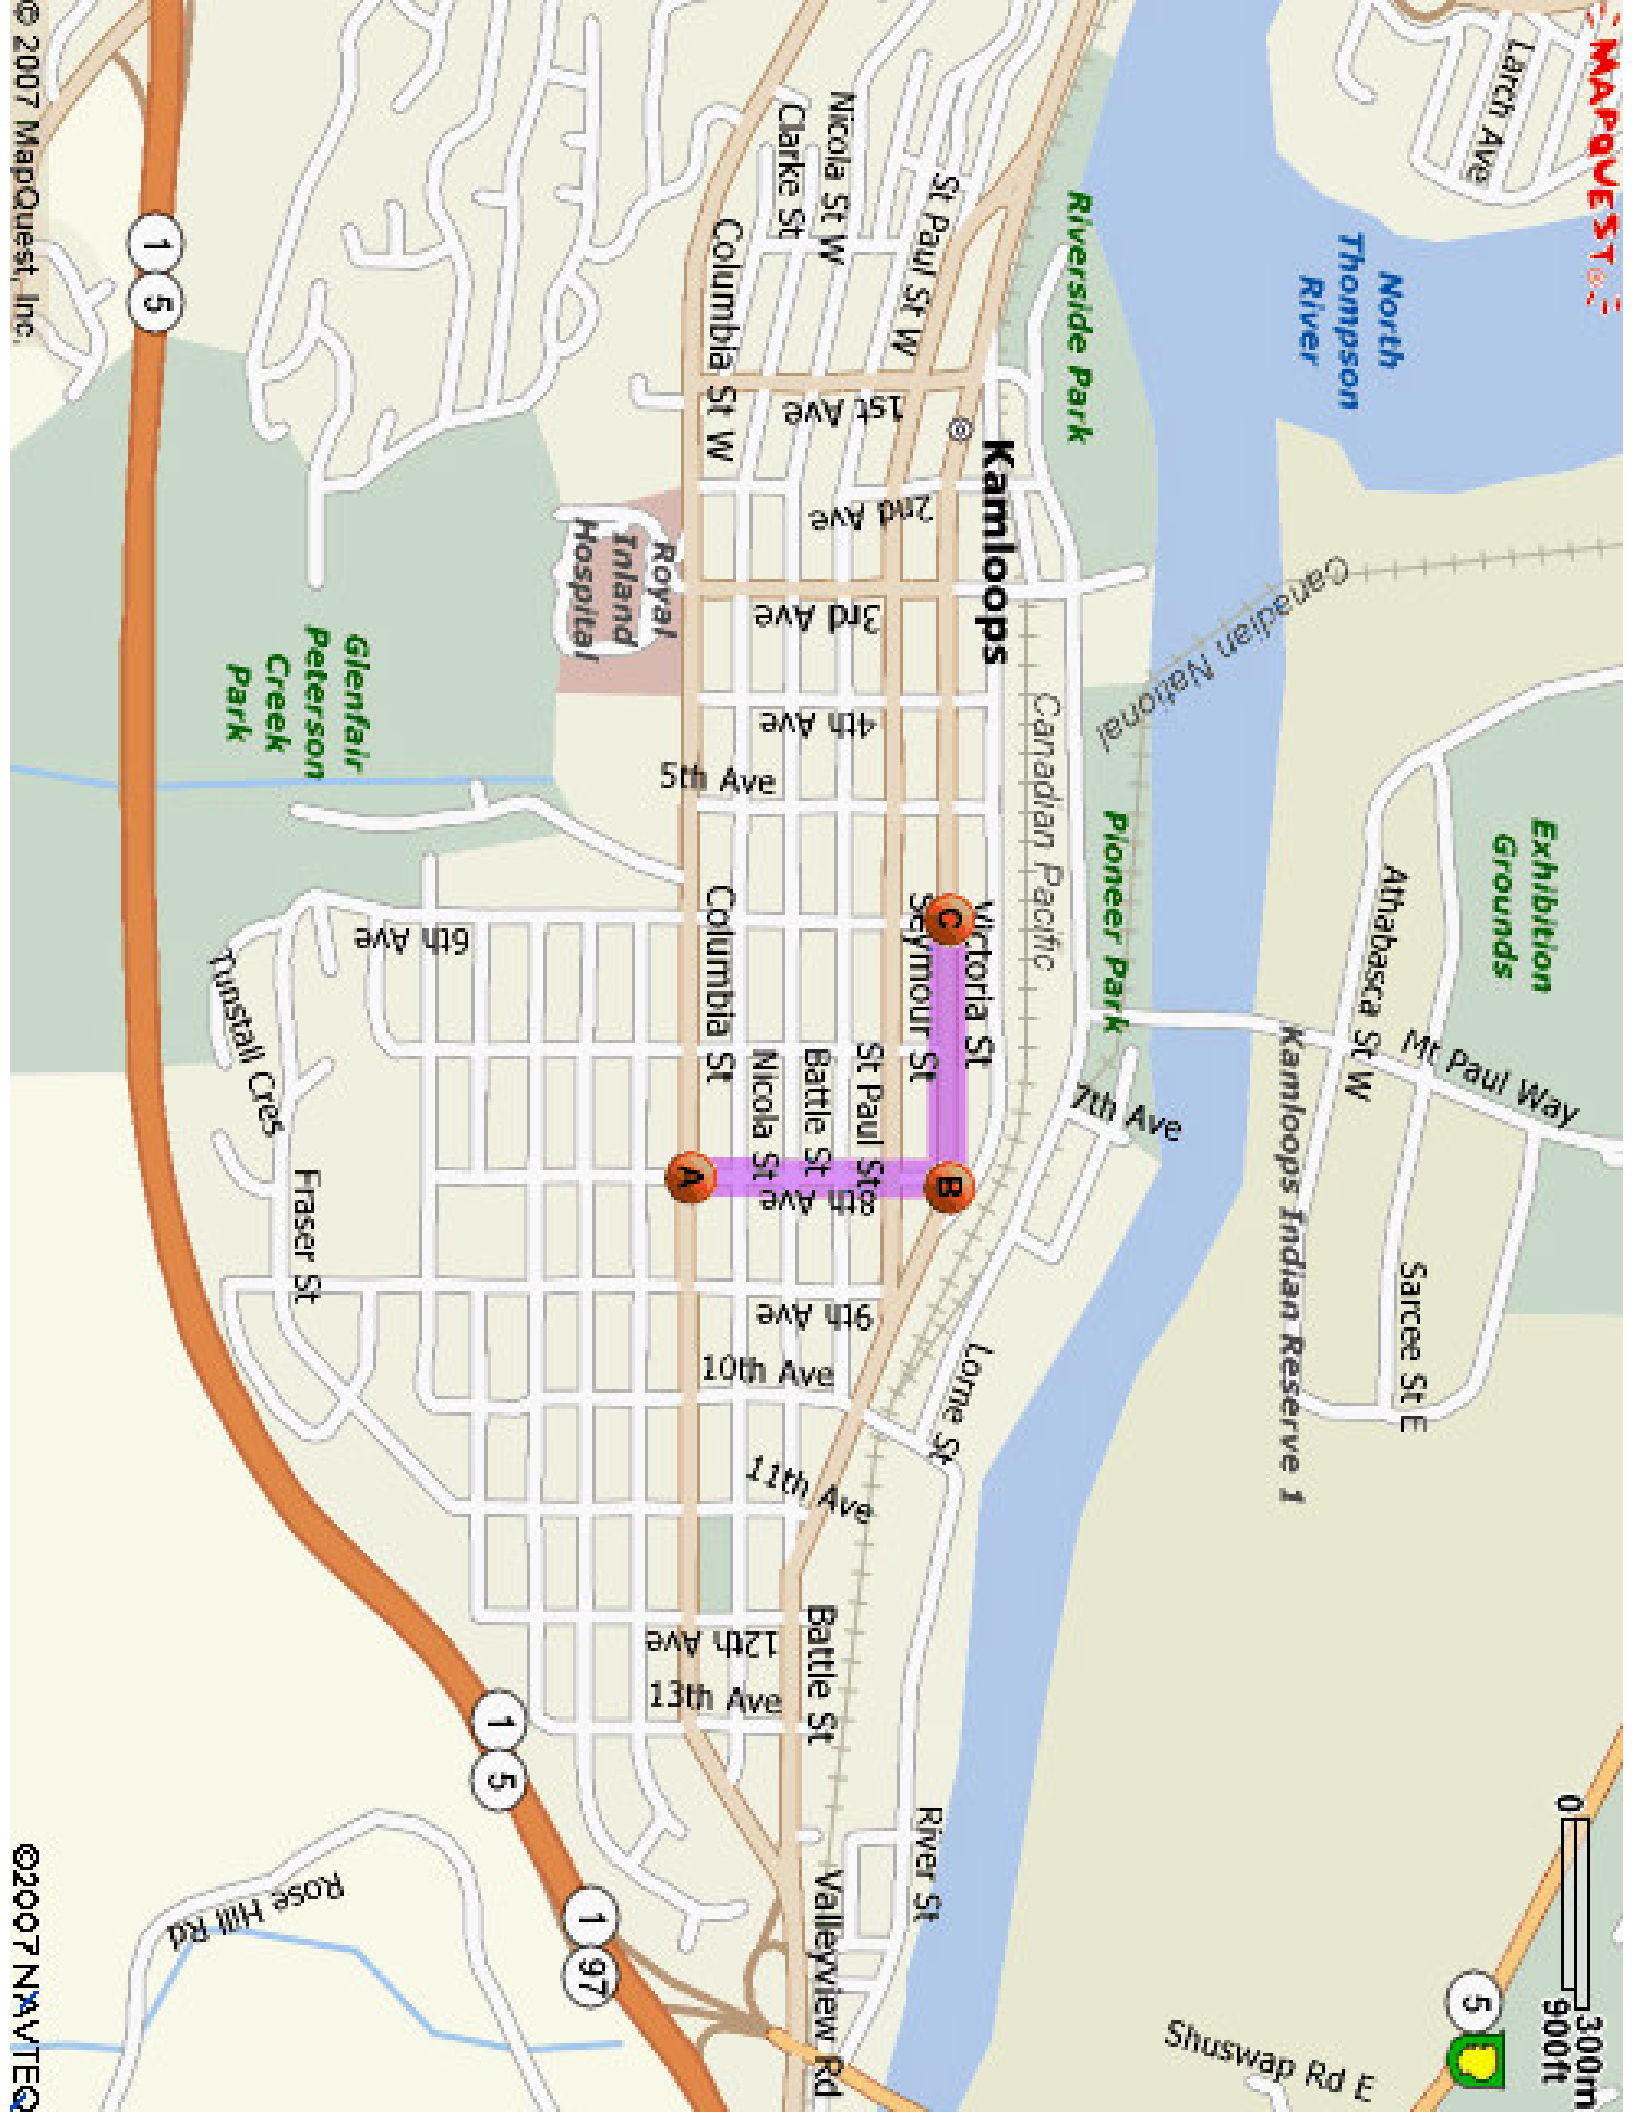 MAPQUEST®
Larch Ave
North
Thompson
River
Riverside Park
Nicola St W
Clarke St
St Paul St W
Columbia St W
1st Ave
2nd Ave
Kamloops
3rd Ave
Royal
Inland
Hospital
4th Ave
5th Ave
Canadian National
Canadian Pacific
Pioneer Park
Exhibition
Grounds
Athabasca St W
Mt Paul Way
7th Ave
Kamloops Indian Reserve 1
Sarcee St E
Glenfair
Peterson
Creek
Park
6th Ave
Tunstall Cres
Fraser St
Columbia St
Nicola St
Battle St
St Paul St
Seymour St
Victoria St
C
B
A
8th Ave
9th Ave
10th Ave
11th Ave
12th Ave
13th Ave
Lorne St
Battle St
River St
Valleyview Rd
Rose Hill Rd
Shuswap Rd E
1 5
1 5
1 97
5
0
300m
900ft
© 2007 MapQuest, Inc.
©2007 NAVTEQ